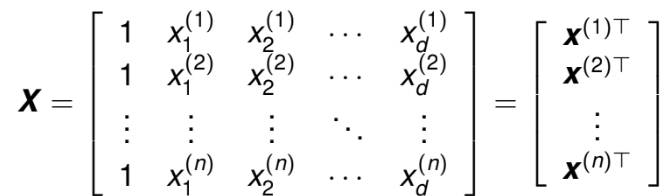 X = [ 1 x_1^{(1)} x_2^{(1)} ⋯ x_d^{(1)} ; 1 x_1^{(2)} x_2^{(2)} ⋯ x_d^{(2)} ; ⋮ ⋮ ⋮ ⋱ ⋮ ; 1 x_1^{(n)} x_2^{(n)} ⋯ x_d^{(n)} ] = [ x^{(1)⊤} ; x^{(2)⊤} ; ⋮ ; x^{(n)⊤} ]